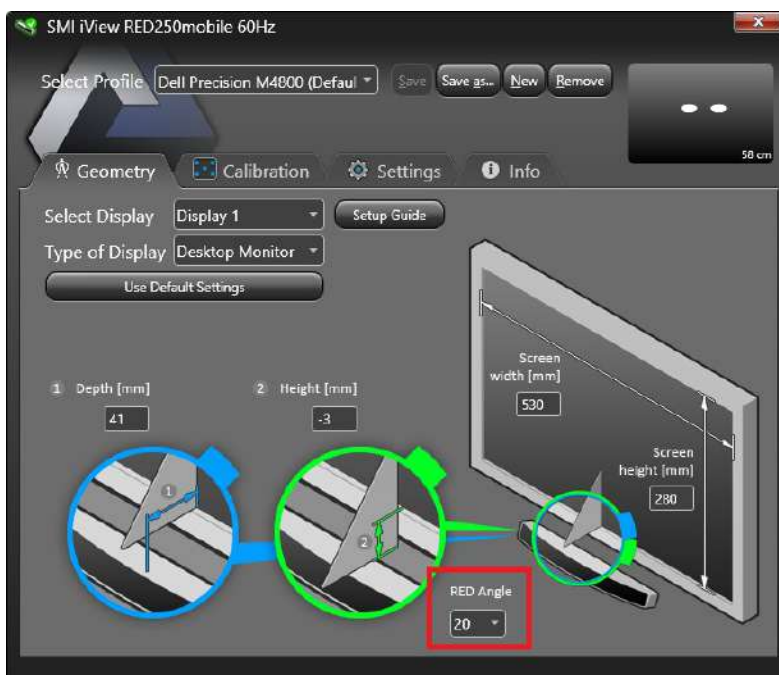 SMI iView RED250mobile 60Hz
Select Profile Dell Precision M4800 (Defaul Save Save as... New Remove
58 cm
Geometry Calibration Settings Info
Select Display Display 1 Setup Guide
Type of Display Desktop Monitor
Use Default Settings
Screen
width [mm]
530
1 Depth [mm] 2 Height [mm]
41 -3
Screen
height [mm]
280
1
2
RED Angle
20